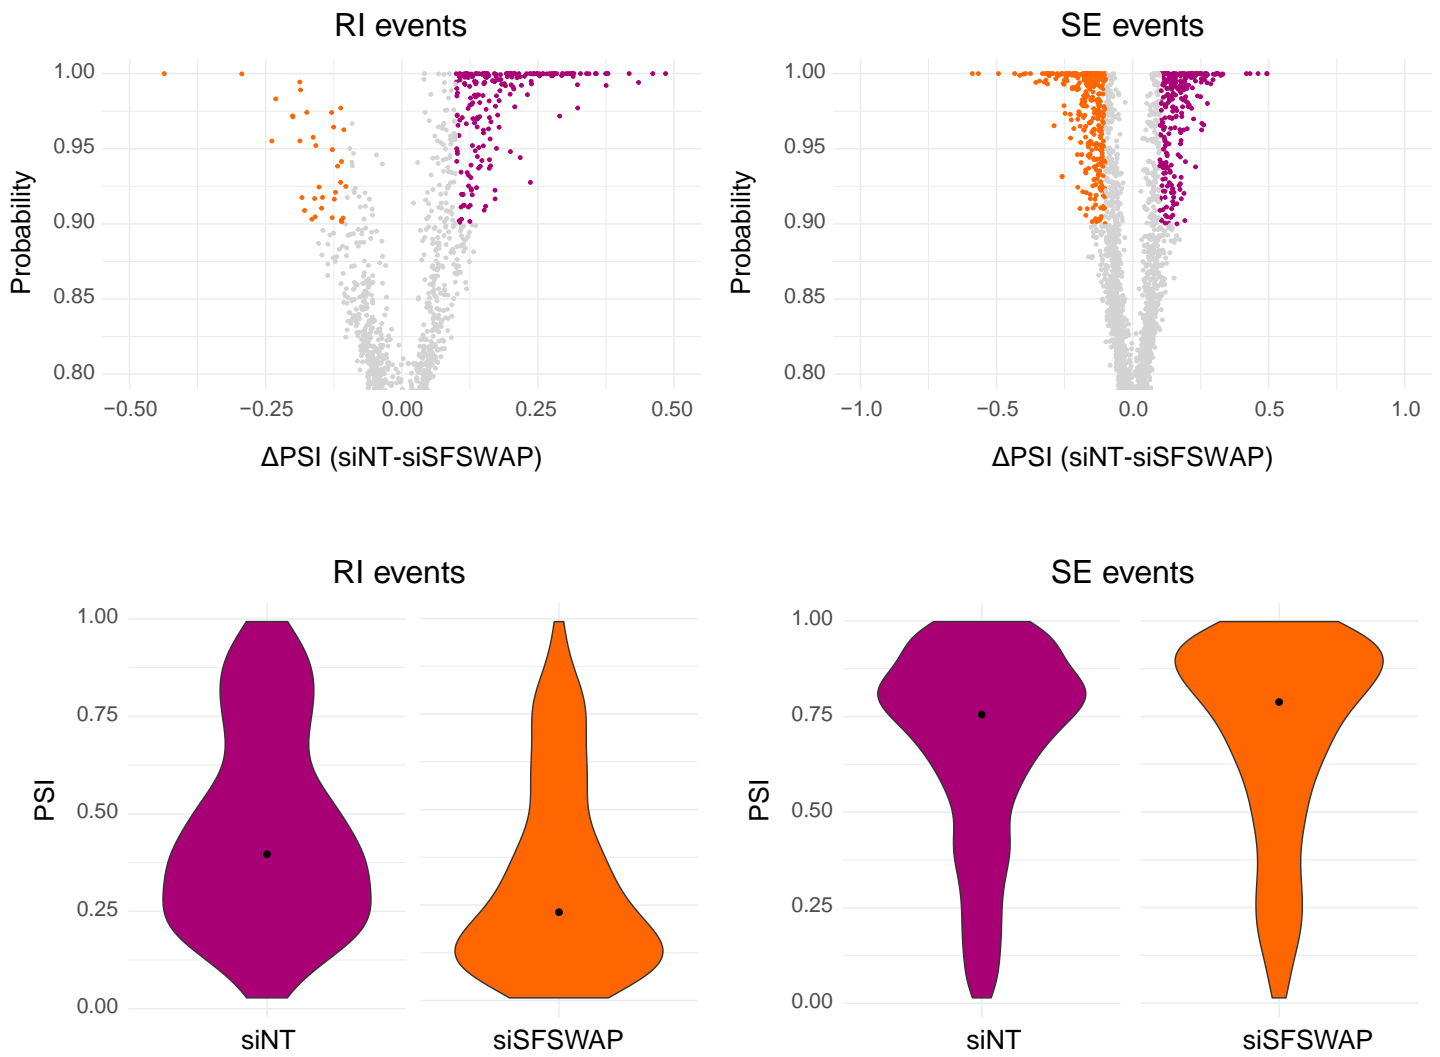 RI events
SE events
Probability
1.00
0.95
0.90
0.85
0.80
−0.50
−0.25
0.00
0.25
0.50
ΔPSI (siNT-siSFSWAP)
Probability
1.00
0.95
0.90
0.85
0.80
−1.0
−0.5
0.0
0.5
1.0
ΔPSI (siNT-siSFSWAP)
RI events
SE events
PSI
1.00
0.75
0.50
0.25
0.00
siNT
siSFSWAP
PSI
1.00
0.75
0.50
0.25
0.00
siNT
siSFSWAP